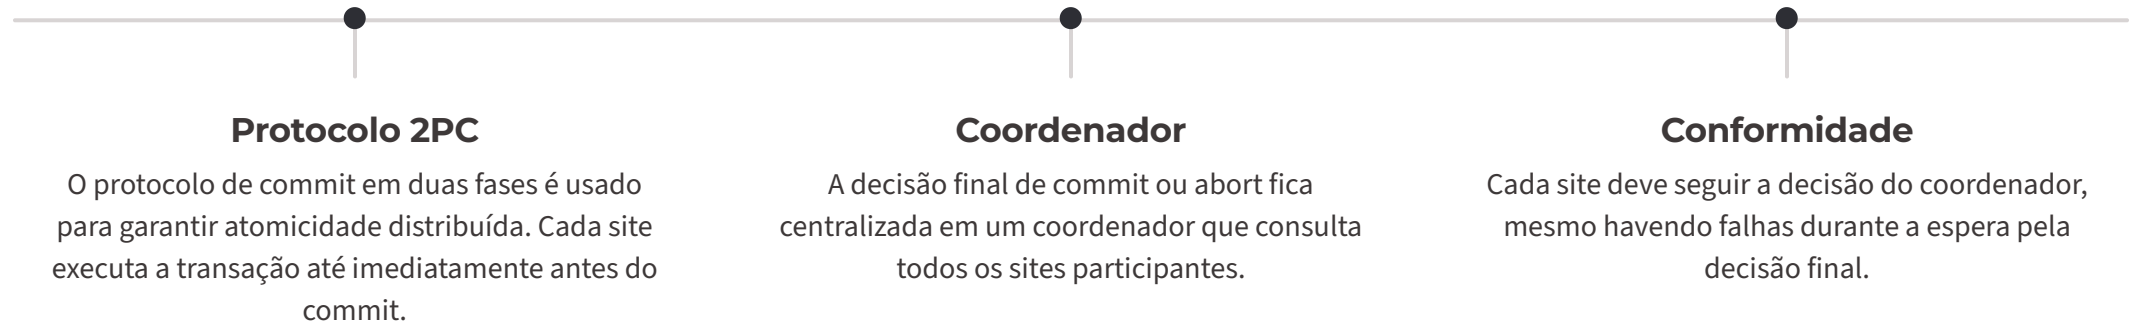 Protocolo 2PC
O protocolo de commit em duas fases é usado
para garantir atomicidade distribuída. Cada site
executa a transação até imediatamente antes do
commit.
Coordenador
A decisão final de commit ou abort fica
centralizada em um coordenador que consulta
todos os sites participantes.
Conformidade
Cada site deve seguir a decisão do coordenador,
mesmo havendo falhas durante a espera pela
decisão final.